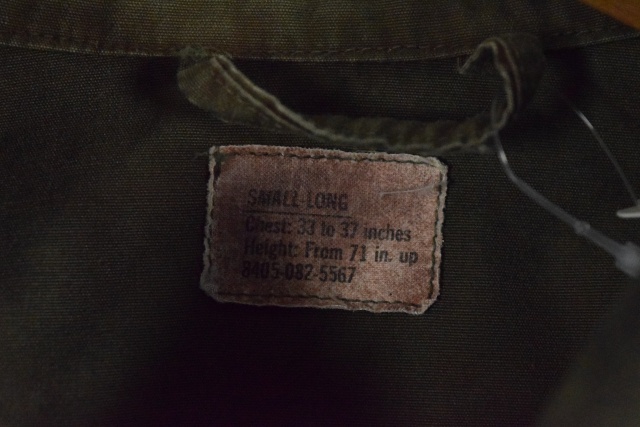 SMALL-LONG
Chest: 33 to 37 inches
Height: From 71 in. up
8405-082-5567